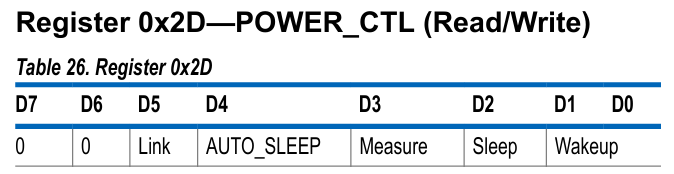 Register 0x2D—POWER_CTL (Read/Write)
Table 26. Register 0x2D
D7 D6 D5 D4 D3 D2 D1 D0
0 0 Link AUTO_SLEEP Measure Sleep Wakeup